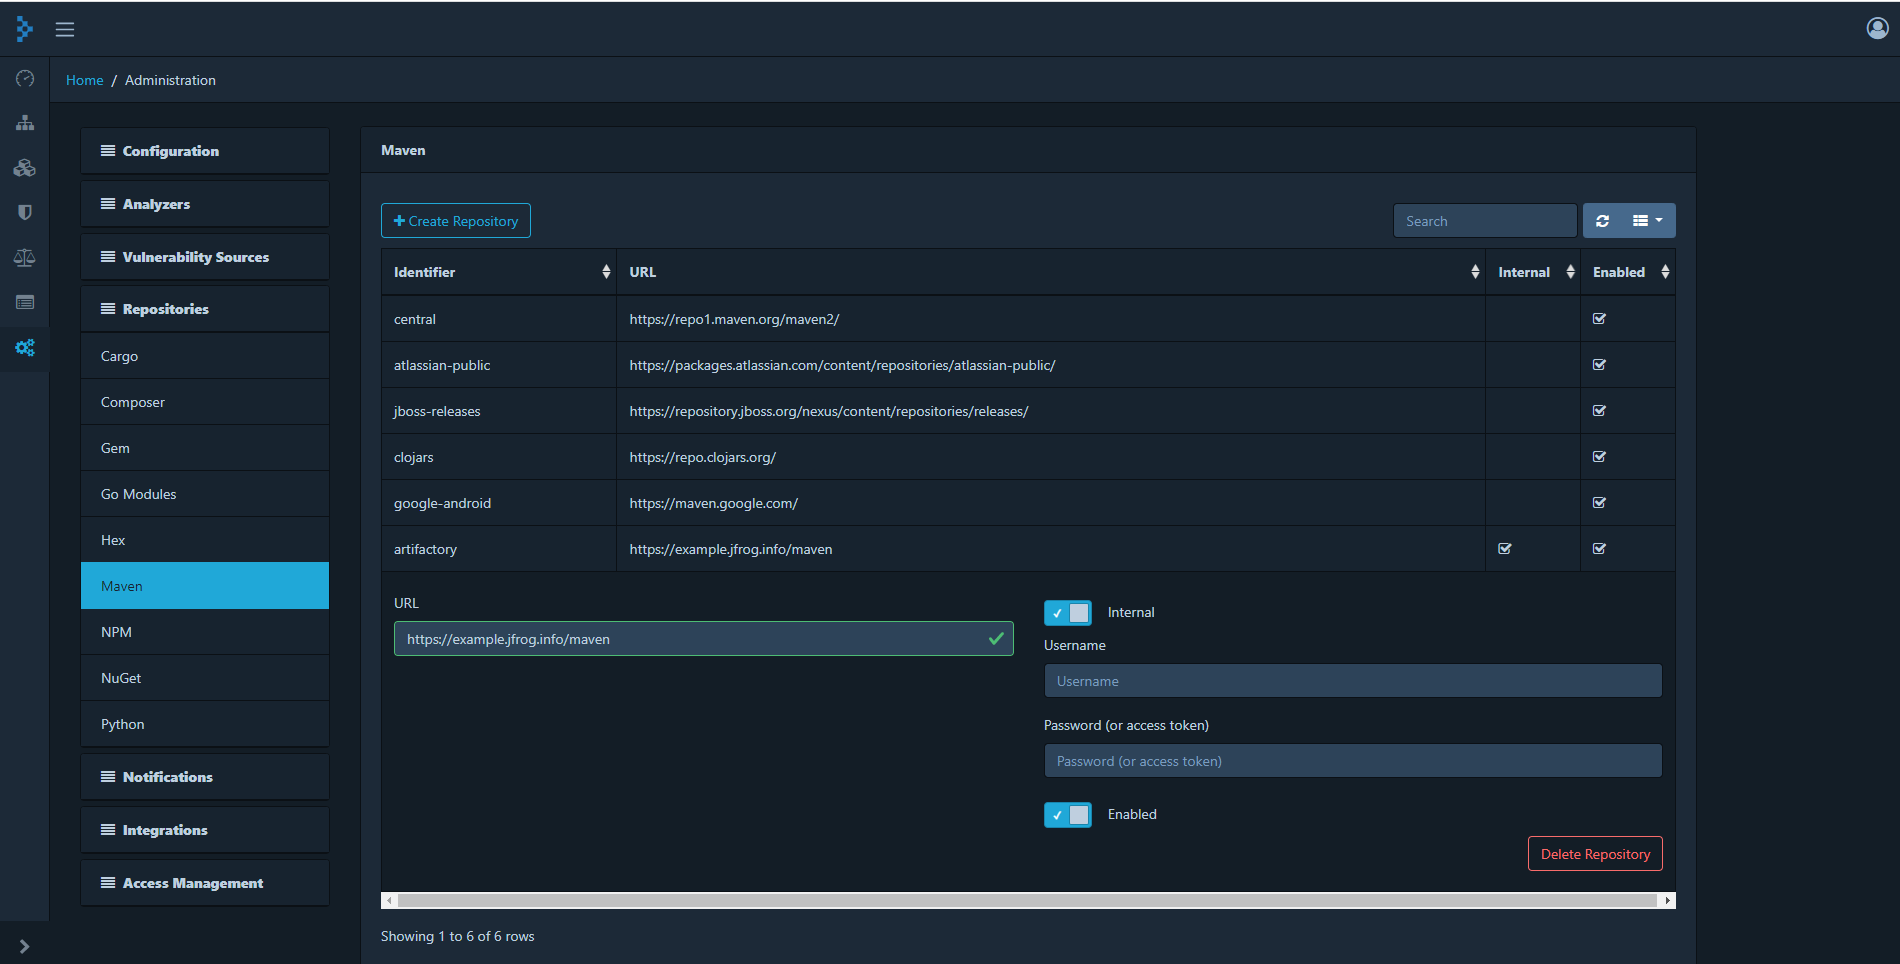 Home / Administration
Configuration
Analyzers
Vulnerability Sources
Repositories
Cargo
Composer
Gem
Go Modules
Hex
Maven
NPM
NuGet
Python
Notifications
Integrations
Access Management
Maven
Create Repository
Search
Identifier URL Internal Enabled
central https://repo1.maven.org/maven2/
atlassian-public https://packages.atlassian.com/content/repositories/atlassian-public/
jboss-releases https://repository.jboss.org/nexus/content/repositories/releases/
clojars https://repo.clojars.org/
google-android https://maven.google.com/
artifactory https://example.jfrog.info/maven
URL
https://example.jfrog.info/maven
Internal
Username
Username
Password (or access token)
Password (or access token)
Enabled
Delete Repository
Showing 1 to 6 of 6 rows